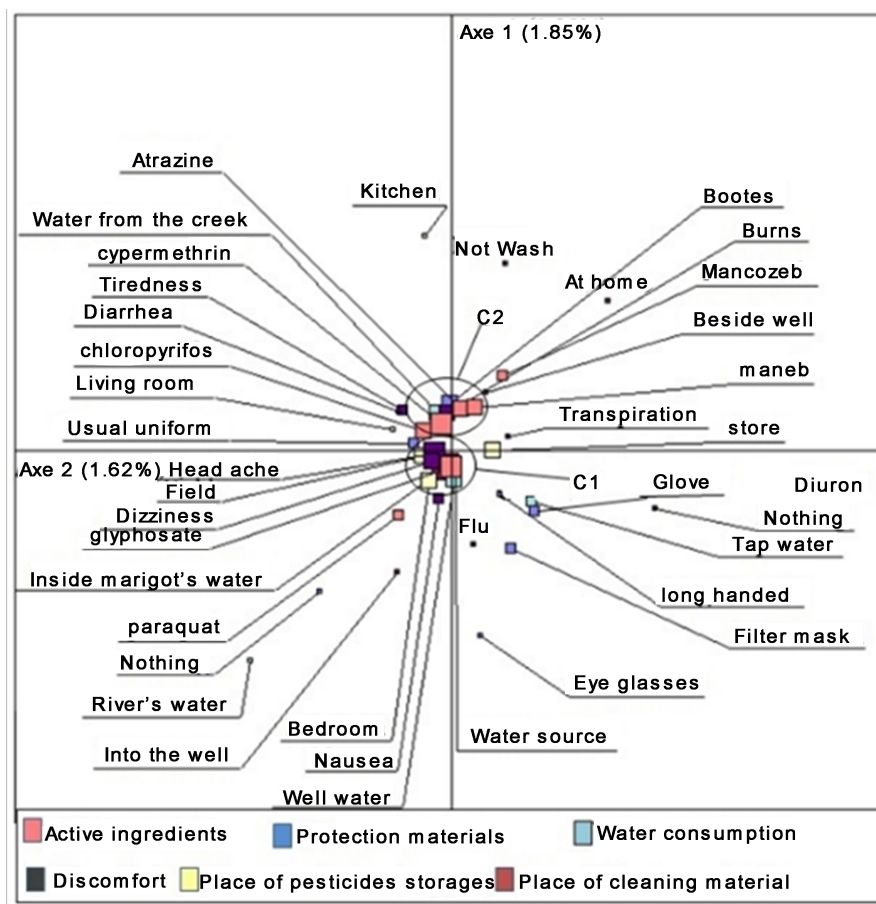 Axe 1 (1.85%)
Atrazine
Kitchen
Bootes
Water from the creek
Burns
Not Wash
cypermethrin
Mancozeb
At home
Tiredness
Diarrhea
C2
Beside well
chloropyrifos
maneb
Living room
Transpiration
Usual uniform
store
Axe 2 (1.62%) Head ache
C1
Glove
Diuron
Field
Dizziness
Nothing
Flu
glyphosate
Tap water
Inside marigot's water
long handed
paraquat
Filter mask
Nothing
Eye glasses
River's water
Bedroom
Water source
Into the well
Nausea
Well water
Active ingredients
Protection materials
Water consumption
Discomfort
Place of pesticides storages
Place of cleaning material